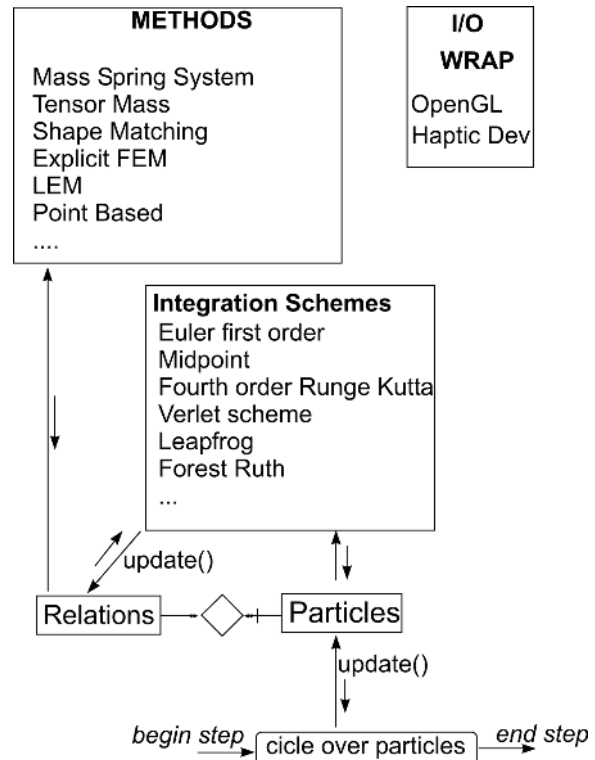 METHODS
Mass Spring System
Tensor Mass
Shape Matching
Explicit FEM
LEM
Point Based
....
I/O
WRAP
OpenGL
Haptic Dev
Integration Schemes
Euler first order
Midpoint
Fourth order Runge Kutta
Verlet scheme
Leapfrog
Forest Ruth
...
update()
Relations
Particles
update()
begin step
cicle over particles
end step